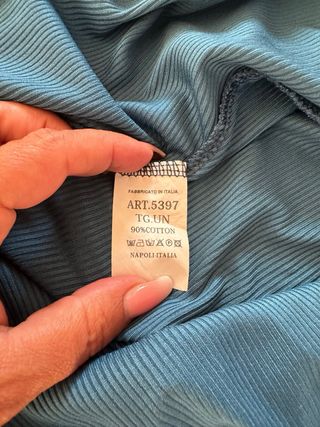 FABBRICATO IN ITALIA
ART.5397
TG.UN
90%COTTON
NAPOLI-ITALIA